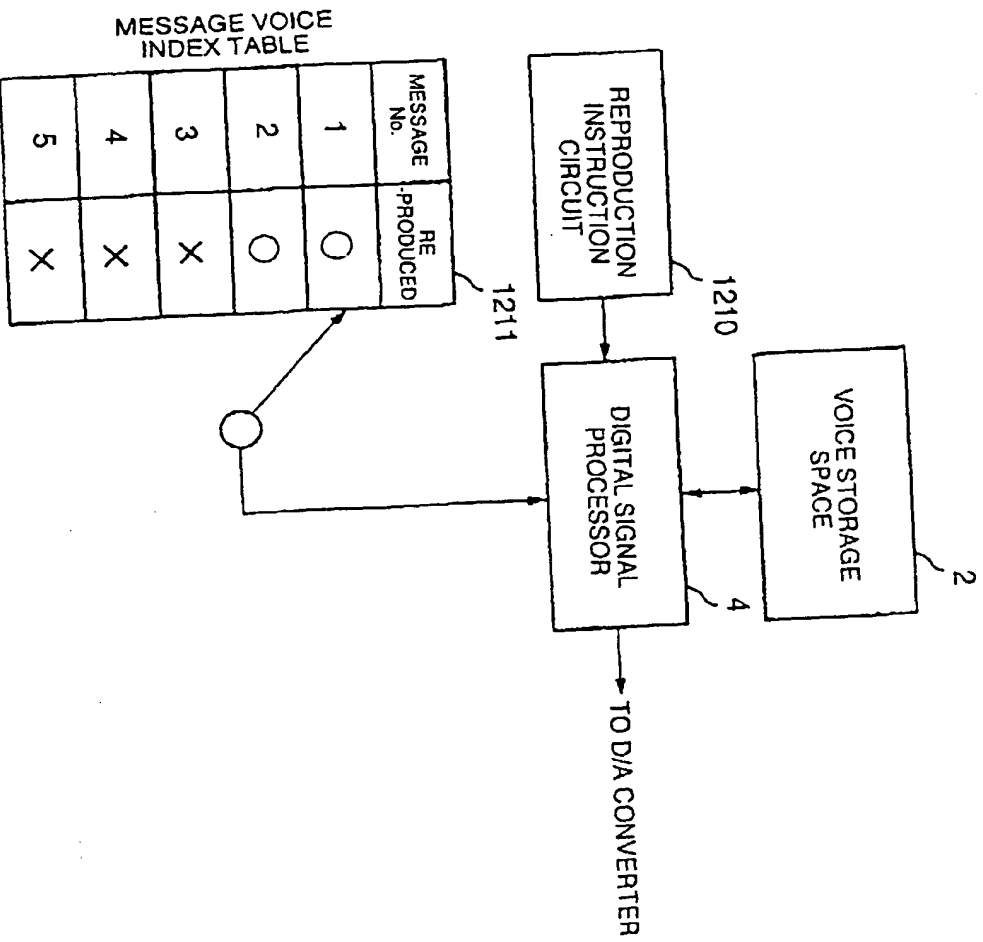 VOICE STORAGE
SPACE
2
REPRODUCTION
INSTRUCTION
CIRCUIT
1210
DIGITAL SIGNAL
PROCESSOR
4
TO D/A CONVERTER
1211
MESSAGE VOICE
INDEX TABLE
MESSAGE No. RE-PRODUCED
1 O
2 O
3 X
4 X
5 X